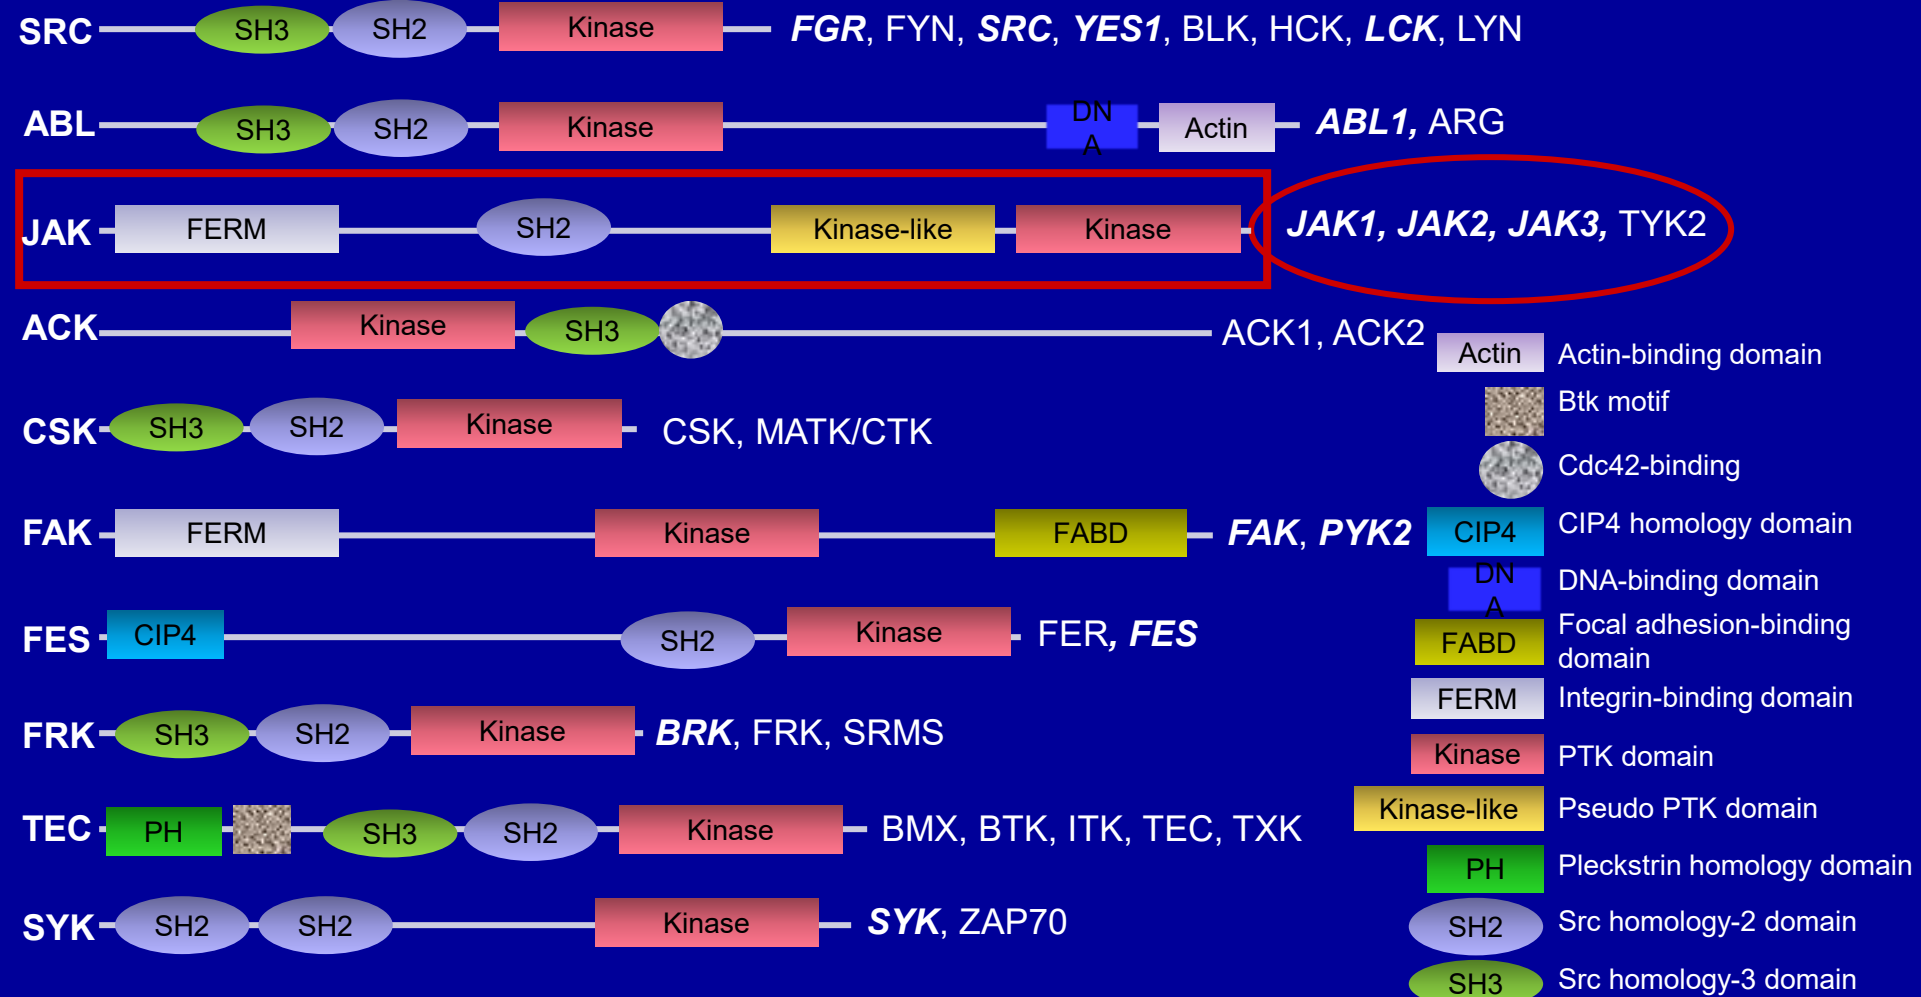 SRC SH3 SH2 Kinase FGR, FYN, SRC, YES1, BLK, HCK, LCK, LYN
ABL SH3 SH2 Kinase DN
A Actin ABL1, ARG
JAK FERM SH2 Kinase-like Kinase JAK1, JAK2, JAK3, TYK2
ACK Kinase SH3 ACK1, ACK2
CSK SH3 SH2 Kinase CSK, MATK/CTK
FAK FERM Kinase FABD FAK, PYK2
FES CIP4 SH2 Kinase FER, FES
FRK SH3 SH2 Kinase BRK, FRK, SRMS
TEC PH SH3 SH2 Kinase BMX, BTK, ITK, TEC, TXK
SYK SH2 SH2 Kinase SYK, ZAP70
Actin Actin-binding domain
Btk motif
Cdc42-binding
CIP4 CIP4 homology domain
DN
A DNA-binding domain
FABD Focal adhesion-binding
domain
FERM Integrin-binding domain
Kinase PTK domain
Kinase-like Pseudo PTK domain
PH Pleckstrin homology domain
SH2 Src homology-2 domain
SH3 Src homology-3 domain